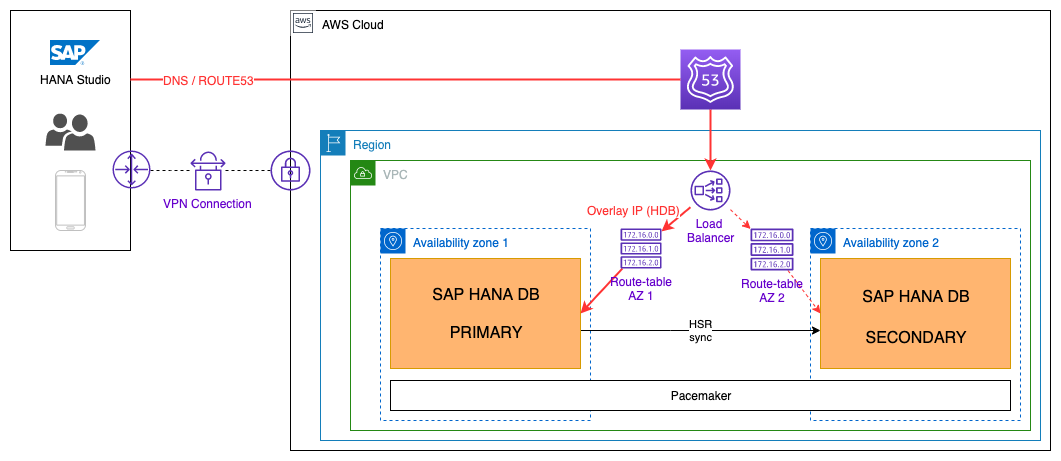 aws
AWS Cloud
SAP
HANA Studio
DNS / ROUTE53
53
Region
VPC
VPN Connection
Overlay IP (HDB)
Load
Balancer
172.16.0.0
172.16.1.0
172.16.2.0
172.16.0.0
172.16.1.0
172.16.2.0
Availability zone 1
Availability zone 2
Route-table
AZ 1
Route-table
AZ 2
SAP HANA DB
PRIMARY
SAP HANA DB
SECONDARY
HSR
sync
Pacemaker